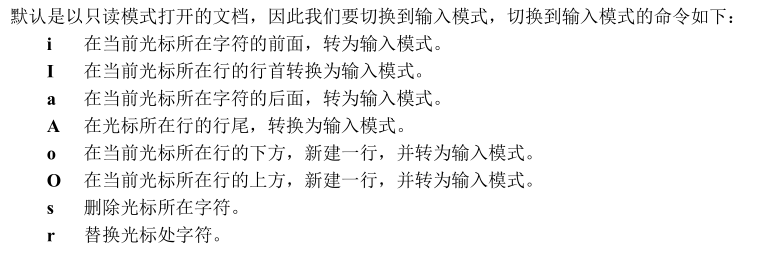 默认是以只读模式打开的文档，因此我们要切换到输入模式，切换到输入模式的命令如下：
i 在当前光标所在字符的前面，转为输入模式。
I 在当前光标所在行的行首转换为输入模式。
a 在当前光标所在字符的后面，转为输入模式。
A 在光标所在行的行尾，转换为输入模式。
o 在当前光标所在行的下方，新建一行，并转为输入模式。
O 在当前光标所在行的上方，新建一行，并转为输入模式。
s 删除光标所在字符。
r 替换光标处字符。